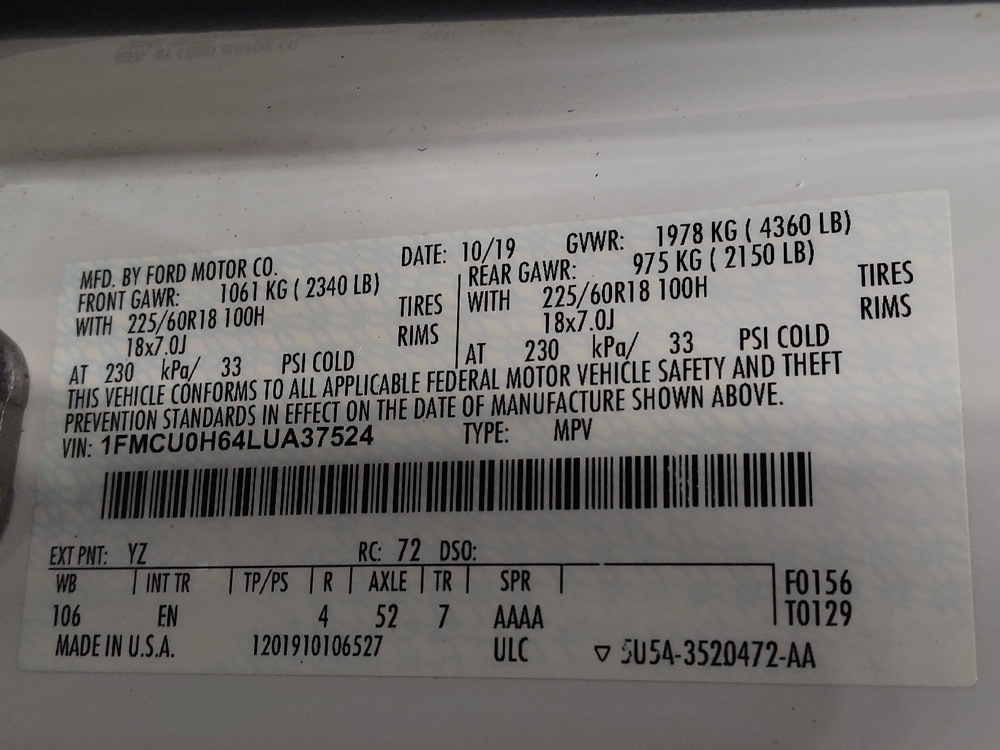 MFD. BY FORD MOTOR CO. DATE: 10/19 GVWR: 1978 KG ( 4360 LB)
FRONT GAWR: 1061 KG ( 2340 LB) REAR GAWR: 975 KG ( 2150 LB)
WITH 225/60R18 100H TIRES WITH 225/60R18 100H TIRES
18x7.0J RIMS 18x7.0J RIMS
AT 230 kPa/ 33 PSI COLD AT 230 kPa/ 33 PSI COLD
THIS VEHICLE CONFORMS TO ALL APPLICABLE FEDERAL MOTOR VEHICLE SAFETY AND THEFT
PREVENTION STANDARDS IN EFFECT ON THE DATE OF MANUFACTURE SHOWN ABOVE.
VIN: 1FMCU0H64LUA37524 TYPE: MPV
EXT PNT: YZ RC: 72 DSO:
WB INT TR TP/PS R AXLE TR SPR F0156
106 EN 4 52 7 AAAA T0129
MADE IN U.S.A. 1201910106527 ULC ▽ 5U5A-3520472-AA